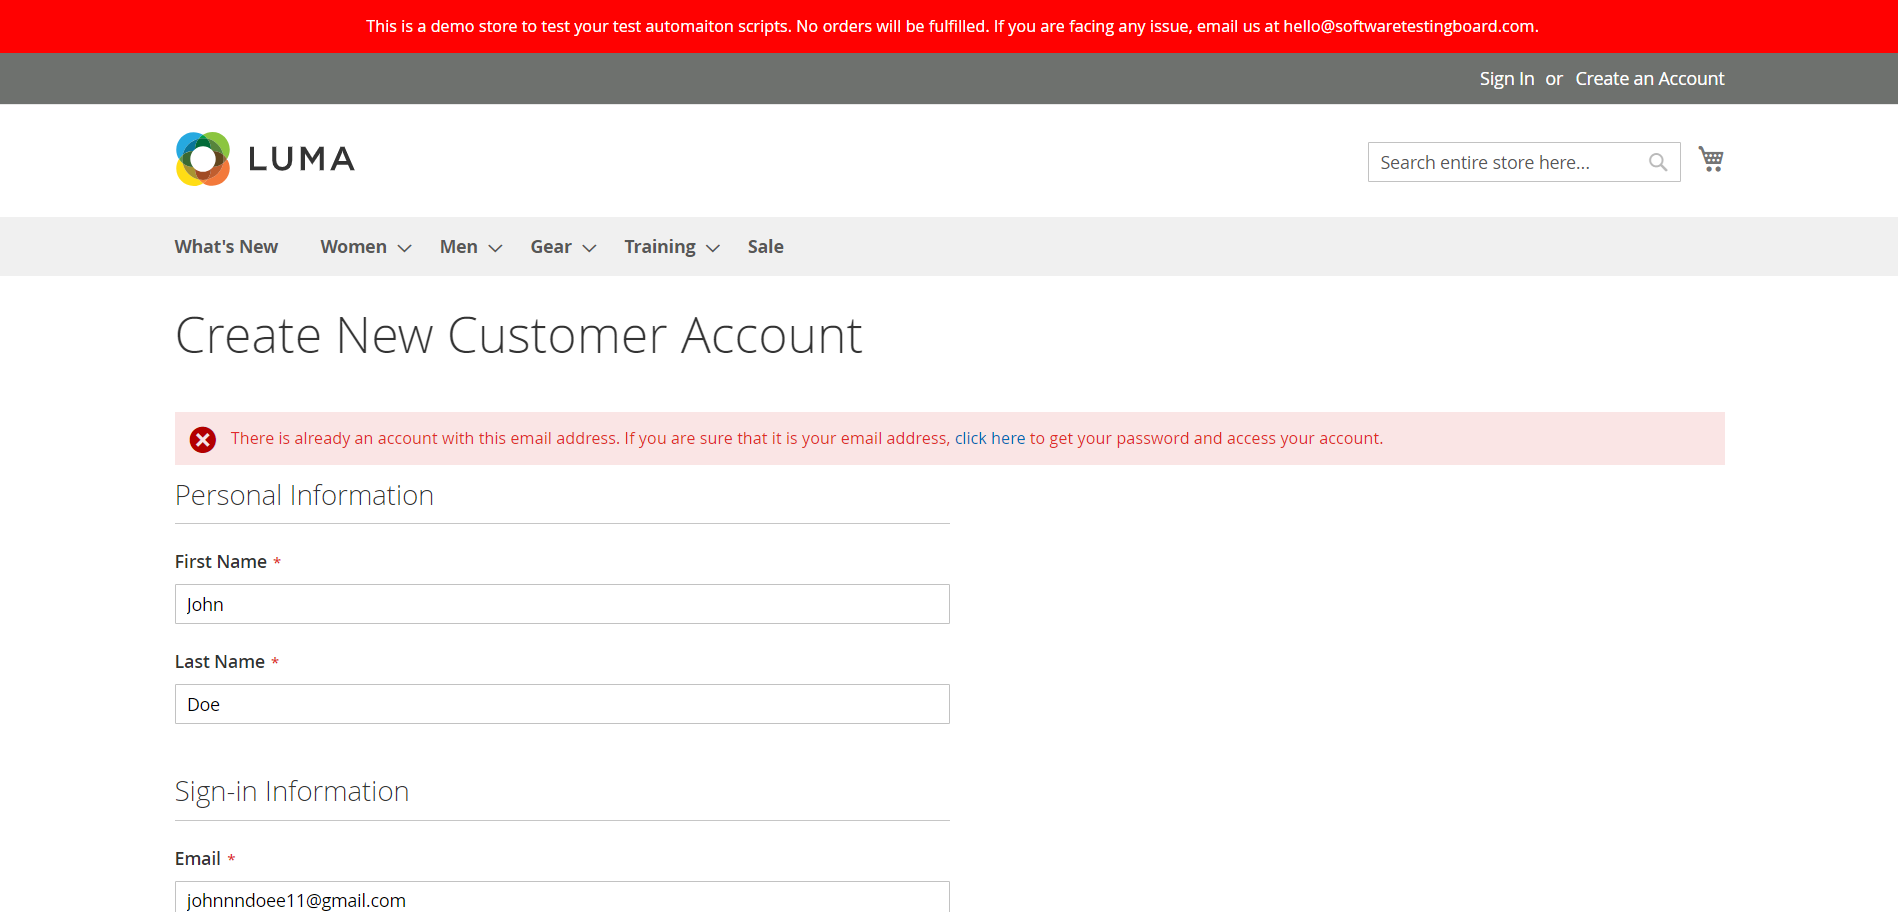 This is a demo store to test your test automaiton scripts. No orders will be fulfilled. If you are facing any issue, email us at hello@softwaretestingboard.com.
Sign In or Create an Account
LUMA
Search entire store here...
What's New Women Men Gear Training Sale
Create New Customer Account
There is already an account with this email address. If you are sure that it is your email address, click here to get your password and access your account.
Personal Information
First Name *
John
Last Name *
Doe
Sign-in Information
Email *
johnnndoee11@gmail.com